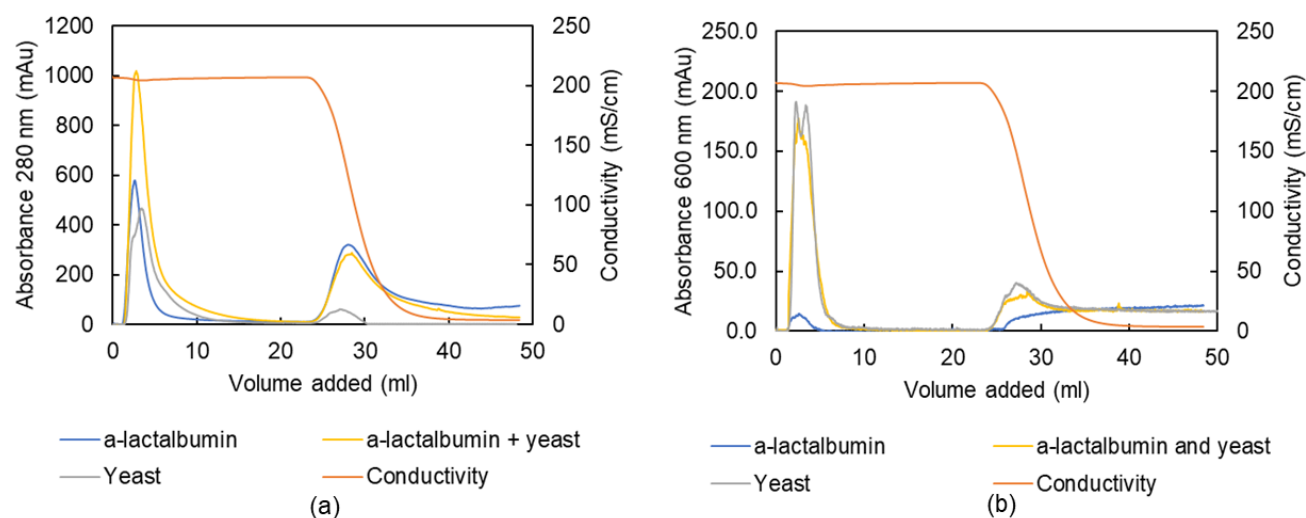 Absorbance 280 nm (mAu)
1200
1000
800
600
400
200
0
250
200
150
100
50
0
Conductivity (mS/cm)
0 10 20 30 40 50
Volume added (ml)
a-lactalbumin
a-lactalbumin + yeast
Yeast
Conductivity
(a)
Absorbance 600 nm (mAu)
250.0
200.0
150.0
100.0
50.0
0.0
250
200
150
100
50
0
Conductivity (mS/cm)
0 10 20 30 40 50
Volume added (ml)
a-lactalbumin
a-lactalbumin and yeast
Yeast
Conductivity
(b)